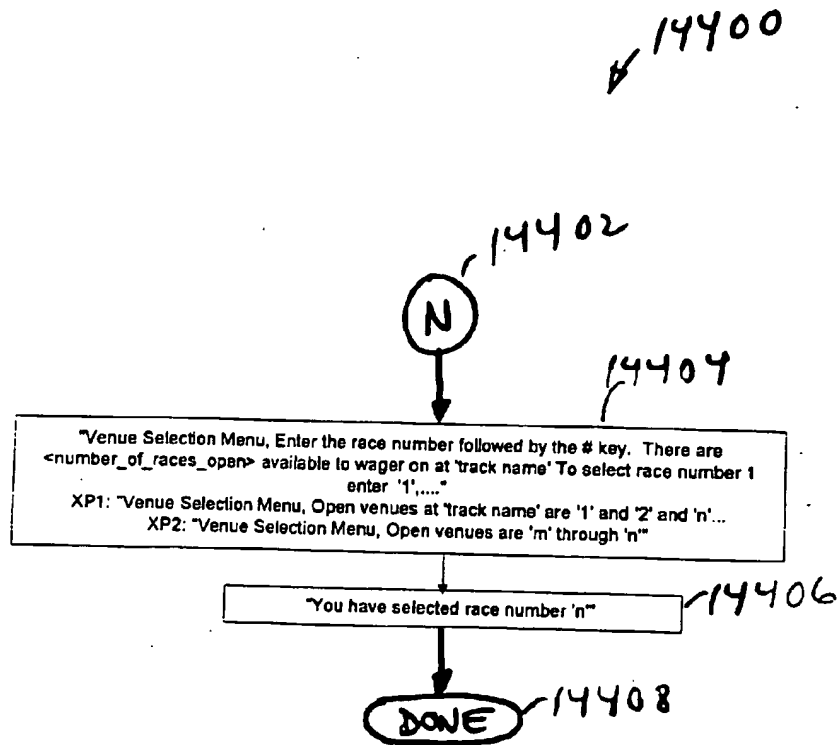 14400
14402
N
14404
"Venue Selection Menu, Enter the race number followed by the # key. There are
<number_of_races_open> available to wager on at 'track name' To select race number 1
enter '1',...."
XP1: "Venue Selection Menu, Open venues at 'track name' are '1' and '2' and 'n'...
XP2: "Venue Selection Menu, Open venues are 'm' through 'n'"
"You have selected race number 'n'"
14406
DONE
14408